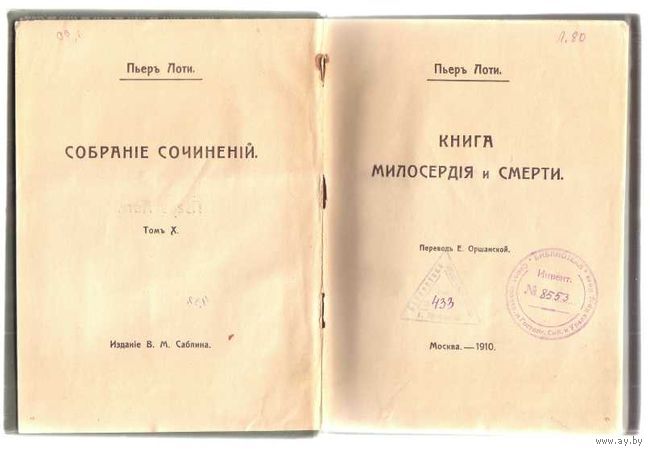 Пьеръ Лоти.
СОБРАНІЕ СОЧИНЕНІЙ.
Томъ X.
Изданіе В. М. Саблина.
1.80
Пьеръ Лоти.
КНИГА
МИЛОСЕРДІЯ и СМЕРТИ.
Переводъ Е. Оршанской.
433
БИБЛИОТЕКА
Инвент.
№ 8553
Москва.—1910.
www.ay.by